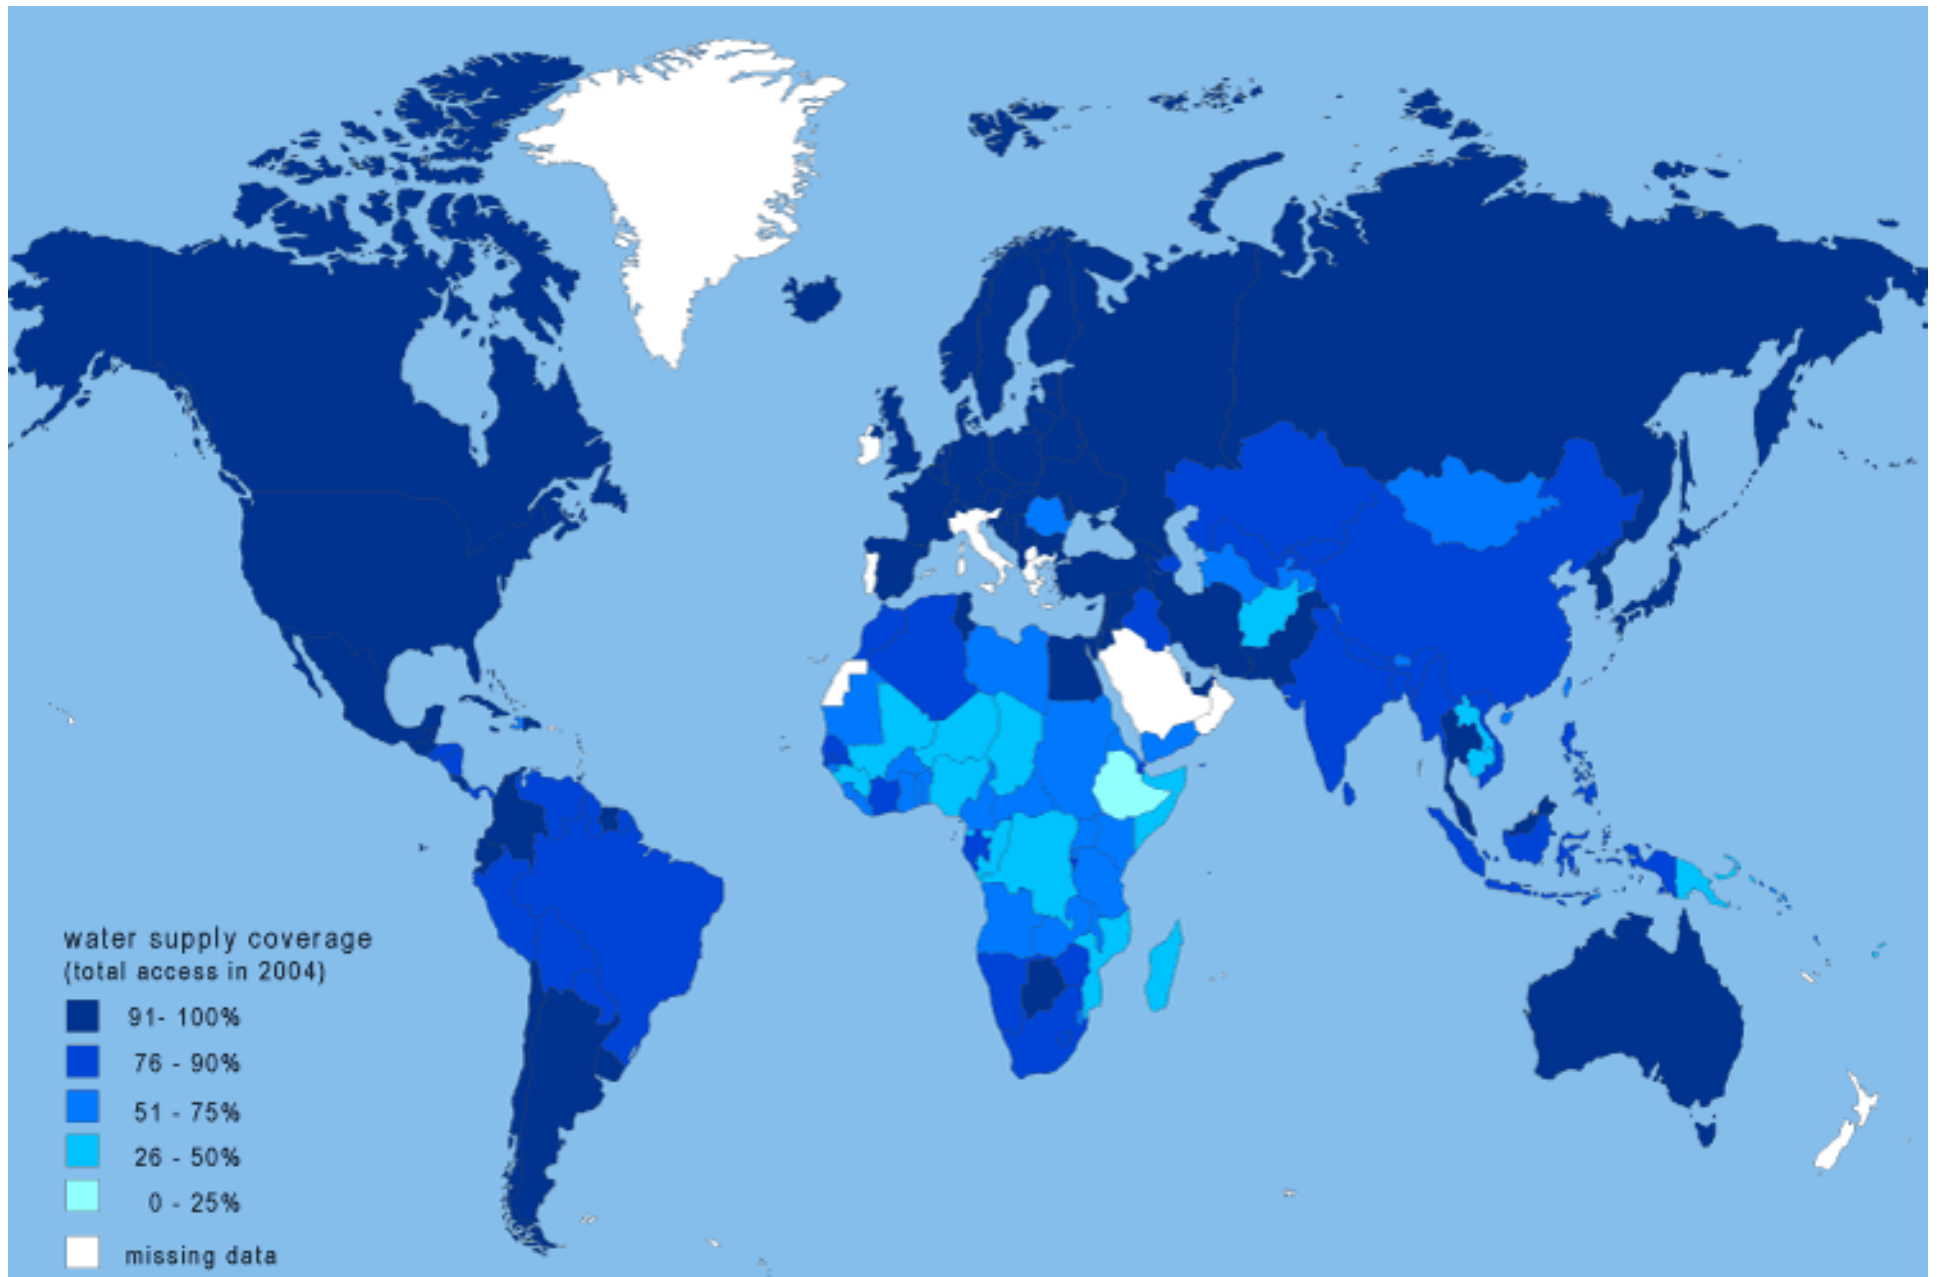 water supply coverage
(total access in 2004)
91- 100%
76 - 90%
51 - 75%
26 - 50%
0 - 25%
missing data